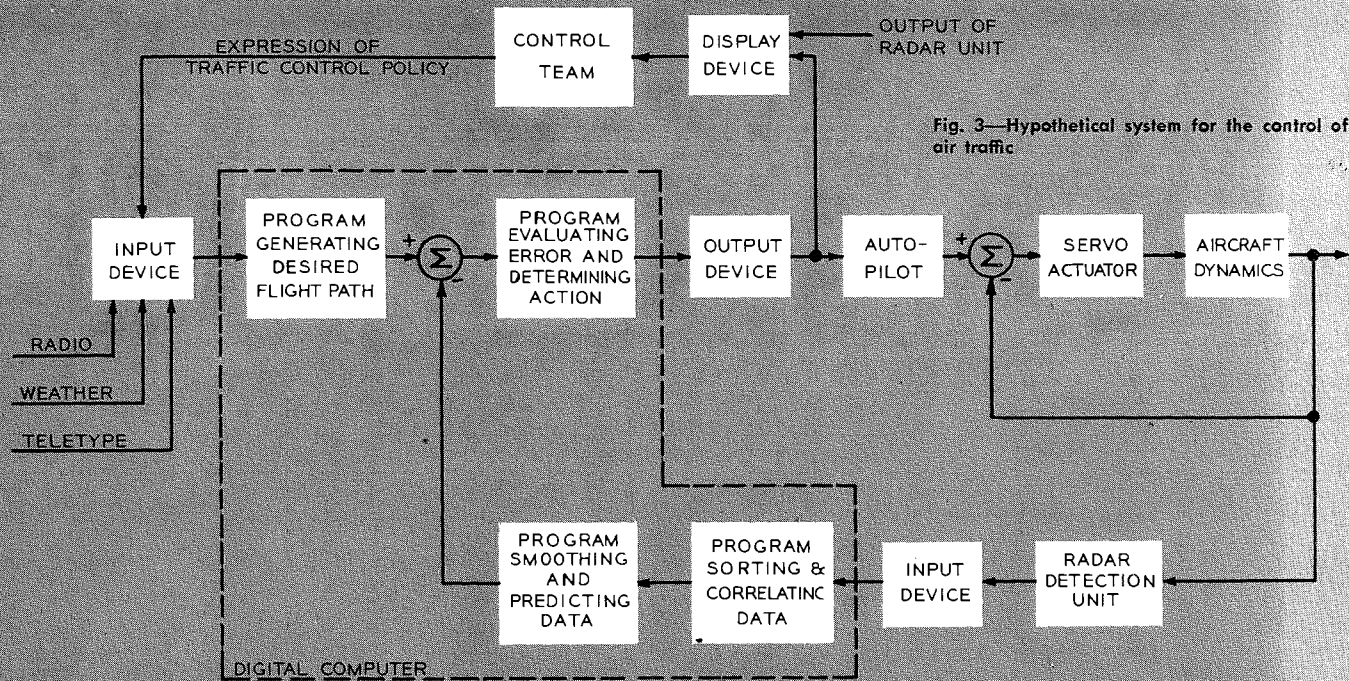 OUTPUT OF
RADAR UNIT
EXPRESSION OF
TRAFFIC CONTROL POLICY
CONTROL
TEAM
DISPLAY
DEVICE
Fig. 3—Hypothetical system for the control of
air traffic
INPUT
DEVICE
PROGRAM
GENERATING
DESIRED
FLIGHT PATH
+
Σ
-
PROGRAM
EVALUATING
ERROR AND
DETERMINING
ACTION
OUTPUT
DEVICE
AUTO-
PILOT
+
Σ
-
SERVO
ACTUATOR
AIRCRAFT
DYNAMICS
RADIO
WEATHER
TELETYPE
PROGRAM
SMOOTHING
AND
PREDICTING
DATA
PROGRAM
SORTING &
CORRELATING
DATA
INPUT
DEVICE
RADAR
DETECTION
UNIT
DIGITAL COMPUTER